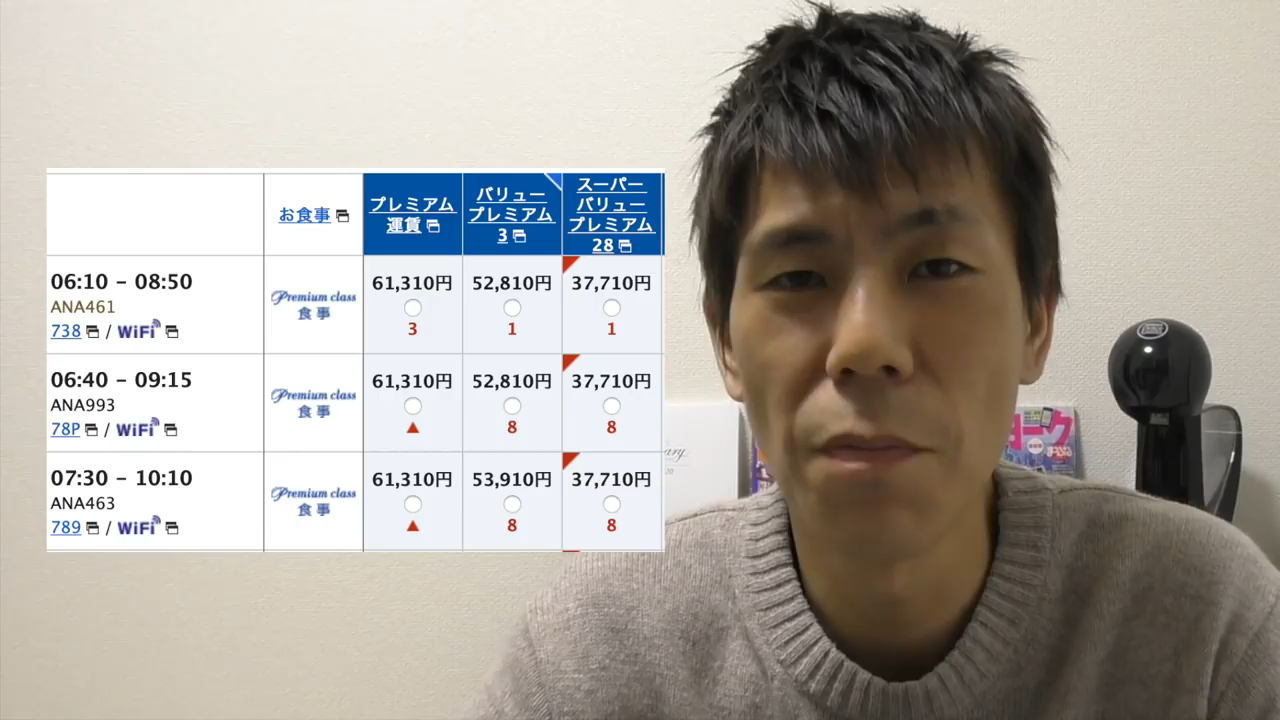 お食事
プレミアム
運賃
バリュー
プレミアム
3
スーパー
バリュー
プレミアム
28
06:10 – 08:50
ANA461
738 / WiFi
Premium class
食事
61,310円
3
52,810円
1
37,710円
1
06:40 – 09:15
ANA993
78P / WiFi
Premium class
食事
61,310円
▲
52,810円
8
37,710円
8
07:30 – 10:10
ANA463
789 / WiFi
Premium class
食事
61,310円
▲
53,910円
8
37,710円
8
ヨーク